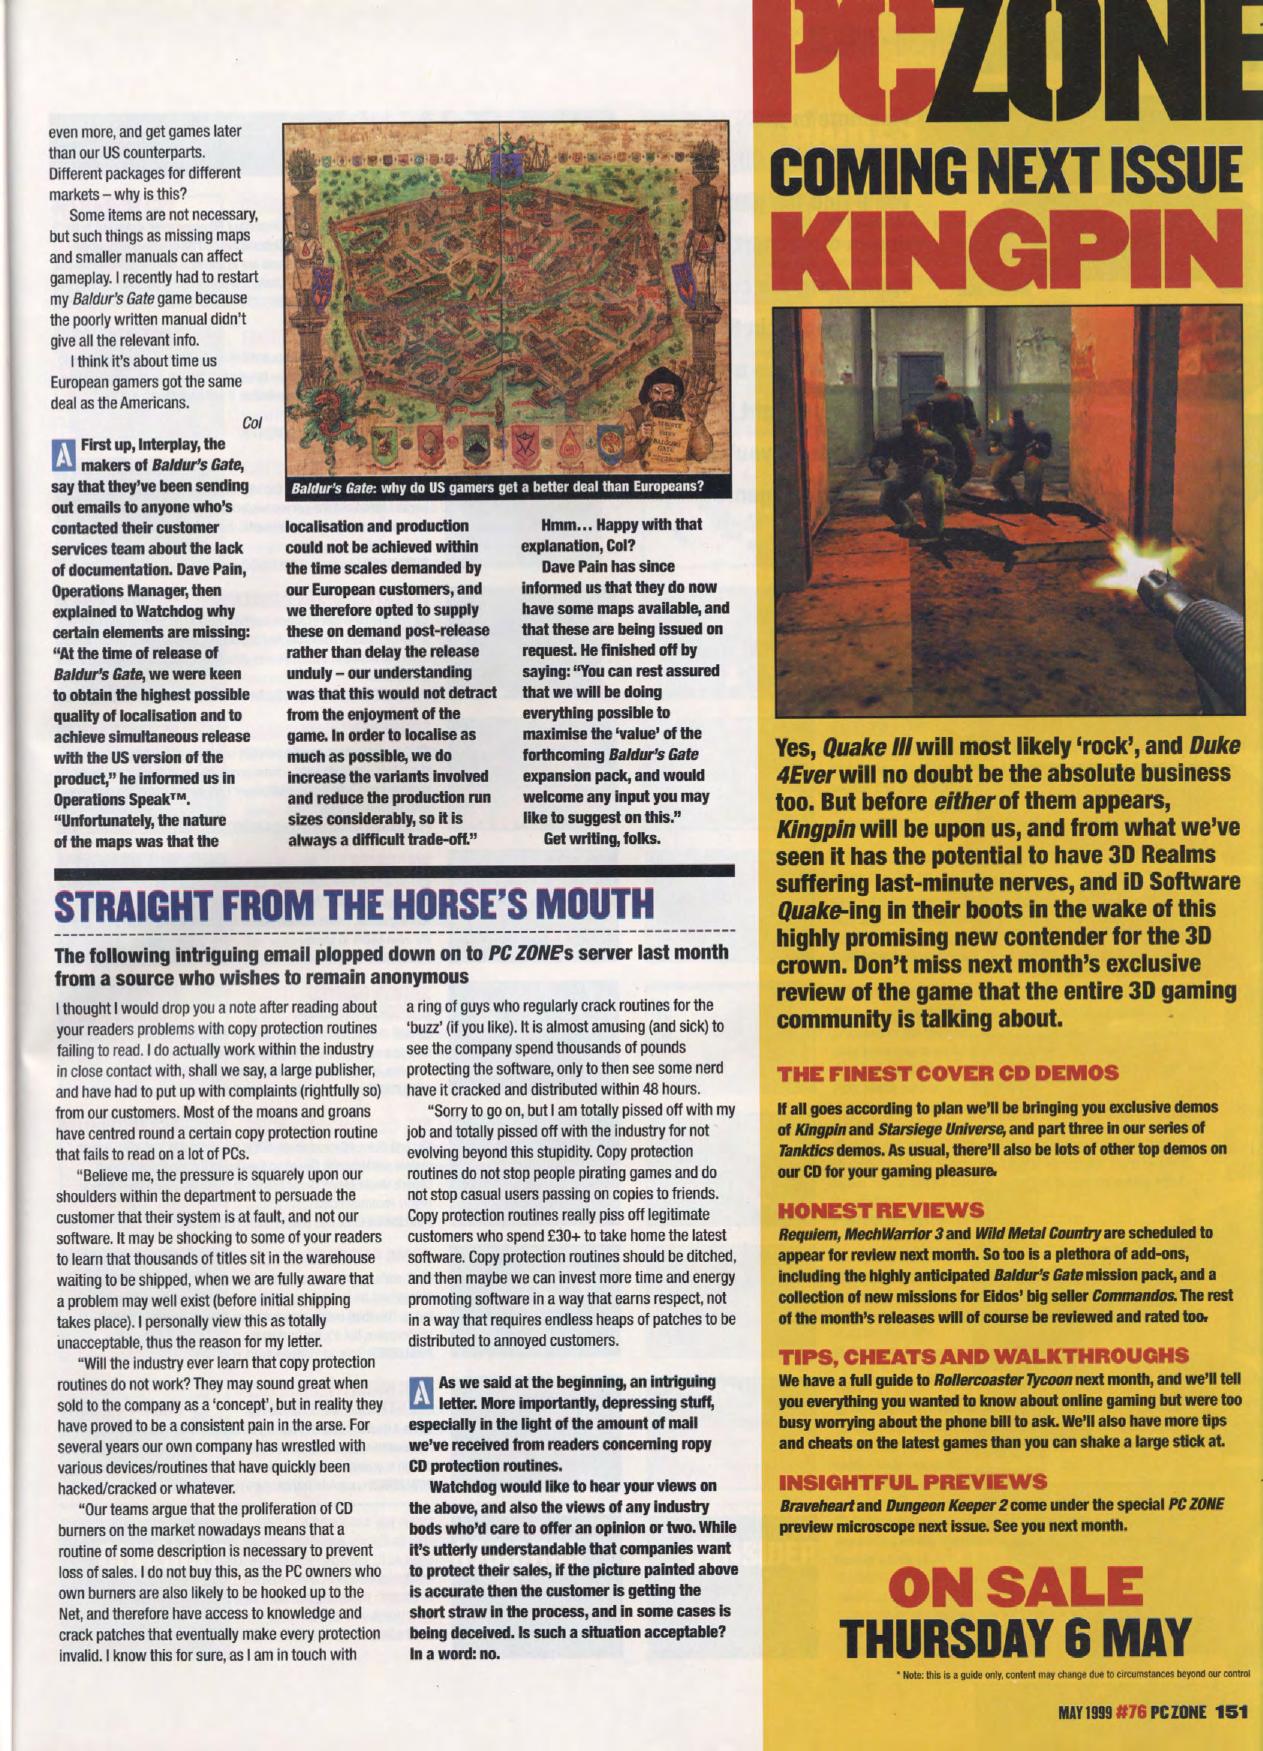 even more, and get games later
than our US counterparts.
Different packages for different
markets – why is this?
Some items are not necessary,
but such things as missing maps
and smaller manuals can affect
gameplay. I recently had to restart
my Baldur's Gate game because
the poorly written manual didn't
give all the relevant info.
I think it's about time us
European gamers got the same
deal as the Americans.
Col
A First up, Interplay, the
makers of Baldur's Gate,
say that they've been sending
out emails to anyone who's
contacted their customer
services team about the lack
of documentation. Dave Pain,
Operations Manager, then
explained to Watchdog why
certain elements are missing:
"At the time of release of
Baldur's Gate, we were keen
to obtain the highest possible
quality of localisation and to
achieve simultaneous release
with the US version of the
product," he informed us in
Operations Speak™.
"Unfortunately, the nature
of the maps was that the
Baldur's Gate: why do US gamers get a better deal than Europeans?
localisation and production
could not be achieved within
the time scales demanded by
our European customers, and
we therefore opted to supply
these on demand post-release
rather than delay the release
unduly – our understanding
was that this would not detract
from the enjoyment of the
game. In order to localise as
much as possible, we do
increase the variants involved
and reduce the production run
sizes considerably, so it is
always a difficult trade-off."
Hmm... Happy with that
explanation, Col?
Dave Pain has since
informed us that they do now
have some maps available, and
that these are being issued on
request. He finished off by
saying: "You can rest assured
that we will be doing
everything possible to
maximise the 'value' of the
forthcoming Baldur's Gate
expansion pack, and would
welcome any input you may
like to suggest on this."
Get writing, folks.
STRAIGHT FROM THE HORSE'S MOUTH
The following intriguing email plopped down on to PC ZONE's server last month
from a source who wishes to remain anonymous
I thought I would drop you a note after reading about
your readers problems with copy protection routines
failing to read. I do actually work within the industry
in close contact with, shall we say, a large publisher,
and have had to put up with complaints (rightfully so)
from our customers. Most of the moans and groans
have centred round a certain copy protection routine
that fails to read on a lot of PCs.
"Believe me, the pressure is squarely upon our
shoulders within the department to persuade the
customer that their system is at fault, and not our
software. It may be shocking to some of your readers
to learn that thousands of titles sit in the warehouse
waiting to be shipped, when we are fully aware that
a problem may well exist (before initial shipping
takes place). I personally view this as totally
unacceptable, thus the reason for my letter.
"Will the industry ever learn that copy protection
routines do not work? They may sound great when
sold to the company as a 'concept', but in reality they
have proved to be a consistent pain in the arse. For
several years our own company has wrestled with
various devices/routines that have quickly been
hacked/cracked or whatever.
"Our teams argue that the proliferation of CD
burners on the market nowadays means that a
routine of some description is necessary to prevent
loss of sales. I do not buy this, as the PC owners who
own burners are also likely to be hooked up to the
Net, and therefore have access to knowledge and
crack patches that eventually make every protection
invalid. I know this for sure, as I am in touch with
a ring of guys who regularly crack routines for the
'buzz' (if you like). It is almost amusing (and sick) to
see the company spend thousands of pounds
protecting the software, only to then see some nerd
have it cracked and distributed within 48 hours.
"Sorry to go on, but I am totally pissed off with my
job and totally pissed off with the industry for not
evolving beyond this stupidity. Copy protection
routines do not stop people pirating games and do
not stop casual users passing on copies to friends.
Copy protection routines really piss off legitimate
customers who spend £30+ to take home the latest
software. Copy protection routines should be ditched,
and then maybe we can invest more time and energy
promoting software in a way that earns respect, not
in a way that requires endless heaps of patches to be
distributed to annoyed customers.
A As we said at the beginning, an intriguing
letter. More importantly, depressing stuff,
especially in the light of the amount of mail
we've received from readers concerning ropy
CD protection routines.
Watchdog would like to hear your views on
the above, and also the views of any industry
bods who'd care to offer an opinion or two. While
it's utterly understandable that companies want
to protect their sales, if the picture painted above
is accurate then the customer is getting the
short straw in the process, and in some cases is
being deceived. Is such a situation acceptable?
In a word: no.
PCZONE
COMING NEXT ISSUE
KINGPIN
Yes, Quake III will most likely 'rock', and Duke
4Ever will no doubt be the absolute business
too. But before either of them appears,
Kingpin will be upon us, and from what we've
seen it has the potential to have 3D Realms
suffering last-minute nerves, and iD Software
Quake-ing in their boots in the wake of this
highly promising new contender for the 3D
crown. Don't miss next month's exclusive
review of the game that the entire 3D gaming
community is talking about.
THE FINEST COVER CD DEMOS
If all goes according to plan we'll be bringing you exclusive demos
of Kingpin and Starsiege Universe, and part three in our series of
Tanktics demos. As usual, there'll also be lots of other top demos on
our CD for your gaming pleasure.
HONEST REVIEWS
Requiem, MechWarrior 3 and Wild Metal Country are scheduled to
appear for review next month. So too is a plethora of add-ons,
including the highly anticipated Baldur's Gate mission pack, and a
collection of new missions for Eidos' big seller Commandos. The rest
of the month's releases will of course be reviewed and rated too.
TIPS, CHEATS AND WALKTHROUGHS
We have a full guide to Rollercoaster Tycoon next month, and we'll tell
you everything you wanted to know about online gaming but were too
busy worrying about the phone bill to ask. We'll also have more tips
and cheats on the latest games than you can shake a large stick at.
INSIGHTFUL PREVIEWS
Braveheart and Dungeon Keeper 2 come under the special PC ZONE
preview microscope next issue. See you next month.
ON SALE
THURSDAY 6 MAY
* Note: this is a guide only, content may change due to circumstances beyond our control
MAY 1999 #76 PC ZONE 151